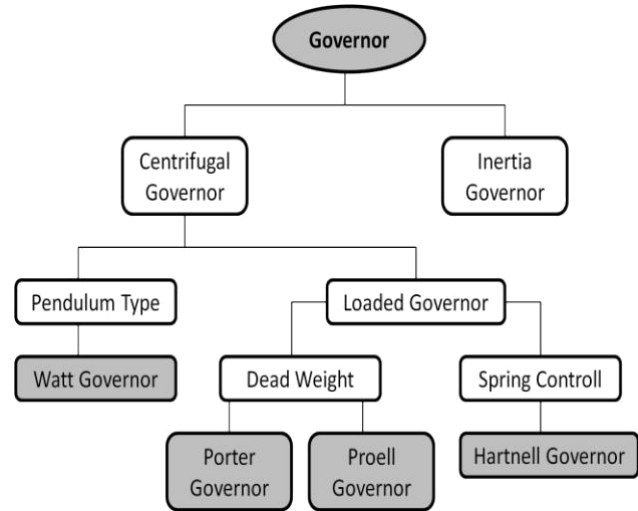 Governor
Centrifugal
Governor
Inertia
Governor
Pendulum Type
Loaded Governor
Watt Governor
Dead Weight
Spring Controll
Porter
Governor
Proell
Governor
Hartnell Governor